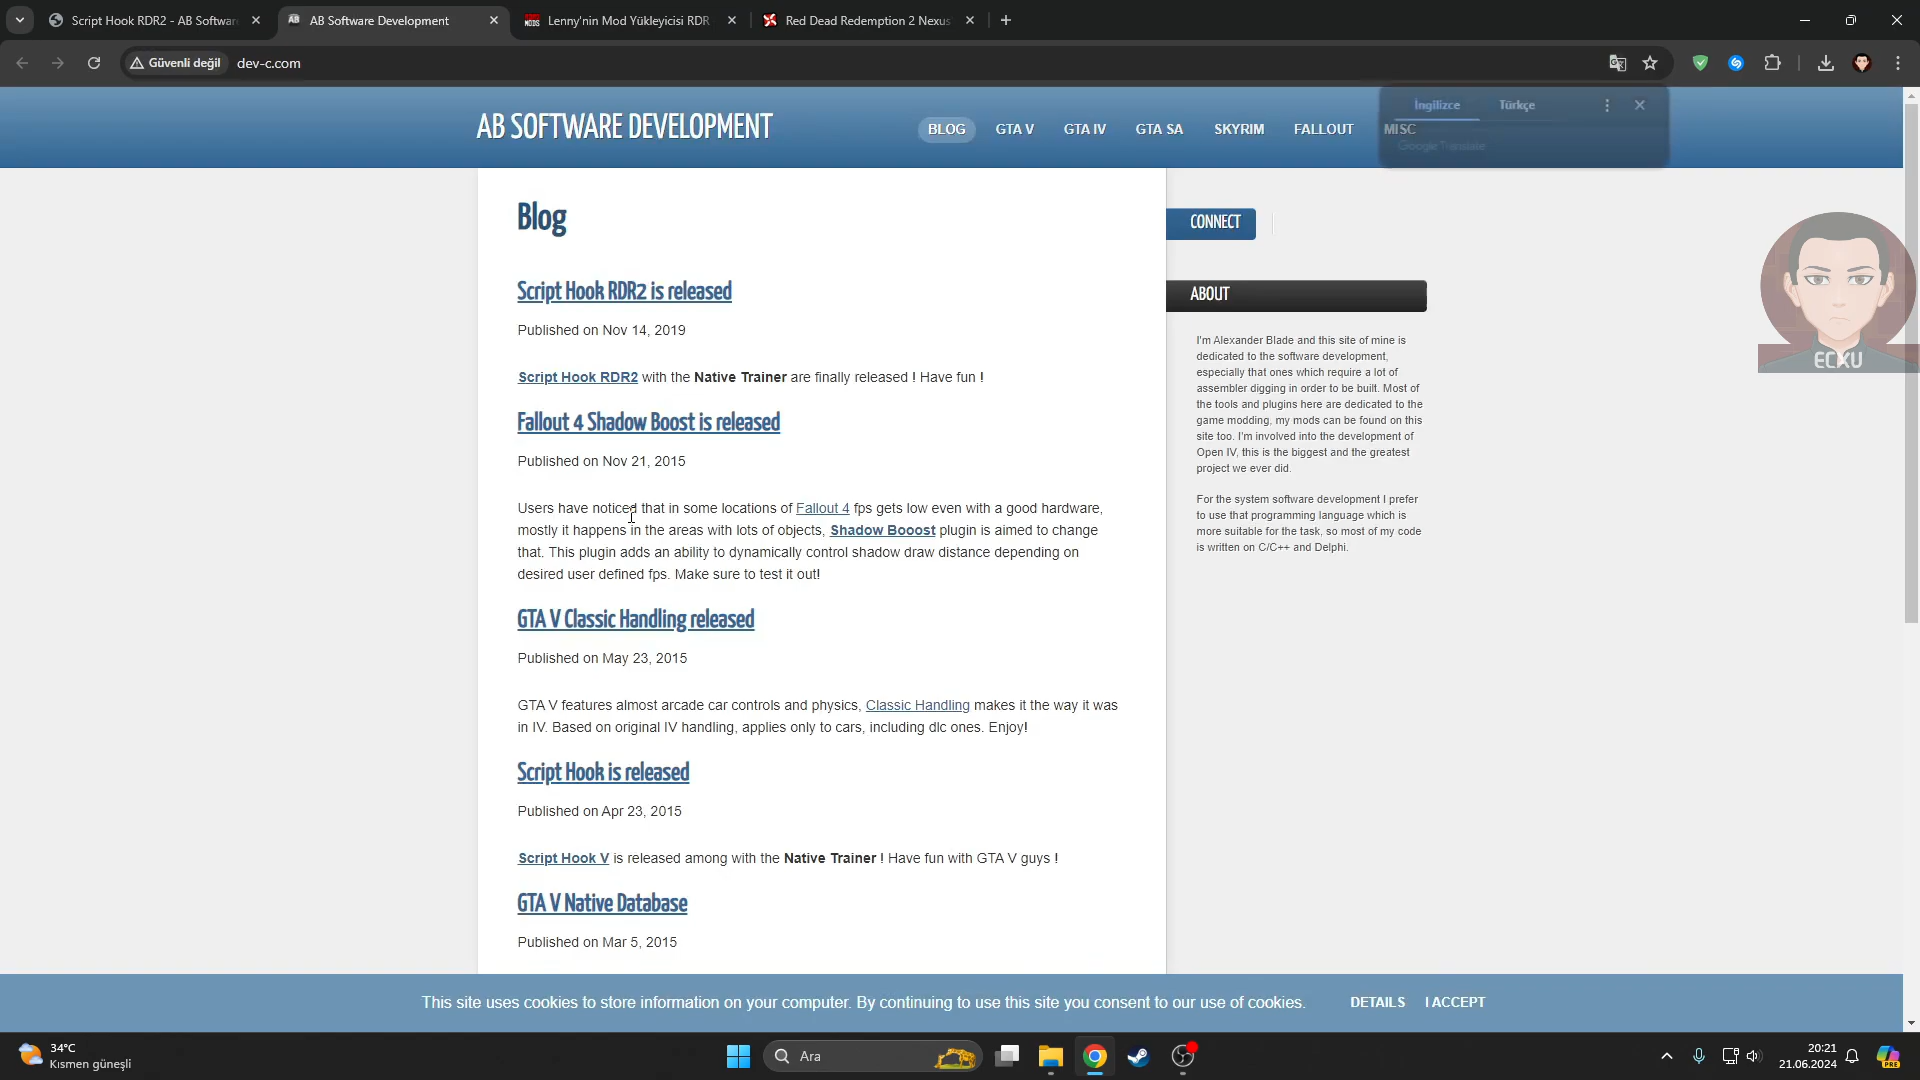 Script Hook RDR2 - AB Softwar
AB Software Development
Lenny'nin Mod Yükleyicisi RDR
Red Dead Redemption 2 Nexus
Güvenli değil
dev-c.com
AB SOFTWARE DEVELOPMENT
BLOG
GTA V
GTA IV
GTA SA
SKYRIM
FALLOUT
MISC
İngilizce
Türkçe
Google Translate
Blog
Script Hook RDR2 is released
Published on Nov 14, 2019
Script Hook RDR2 with the Native Trainer are finally released ! Have fun !
Fallout 4 Shadow Boost is released
Published on Nov 21, 2015
Users have noticed that in some locations of Fallout 4 fps gets low even with a good hardware,
mostly it happens in the areas with lots of objects, Shadow Booost plugin is aimed to change
that. This plugin adds an ability to dynamically control shadow draw distance depending on
desired user defined fps. Make sure to test it out!
GTA V Classic Handling released
Published on May 23, 2015
GTA V features almost arcade car controls and physics, Classic Handling makes it the way it was
in IV. Based on original IV handling, applies only to cars, including dlc ones. Enjoy!
Script Hook is released
Published on Apr 23, 2015
Script Hook V is released among with the Native Trainer ! Have fun with GTA V guys !
GTA V Native Database
Published on Mar 5, 2015
CONNECT
ABOUT
I'm Alexander Blade and this site of mine is
dedicated to the software development,
especially that ones which require a lot of
assembler digging in order to be built. Most of
the tools and plugins here are dedicated to the
game modding, my mods can be found on this
site too. I'm involved into the development of
Open IV, this is the biggest and the greatest
project we ever did.
For the system software development I prefer
to use that programming language which is
more suitable for the task, so most of my code
is written on C/C++ and Delphi.
ECXU
This site uses cookies to store information on your computer. By continuing to use this site you consent to our use of cookies.
DETAILS
I ACCEPT
34°C
Kısmen güneşli
Ara
20:21
21.06.2024
PRE